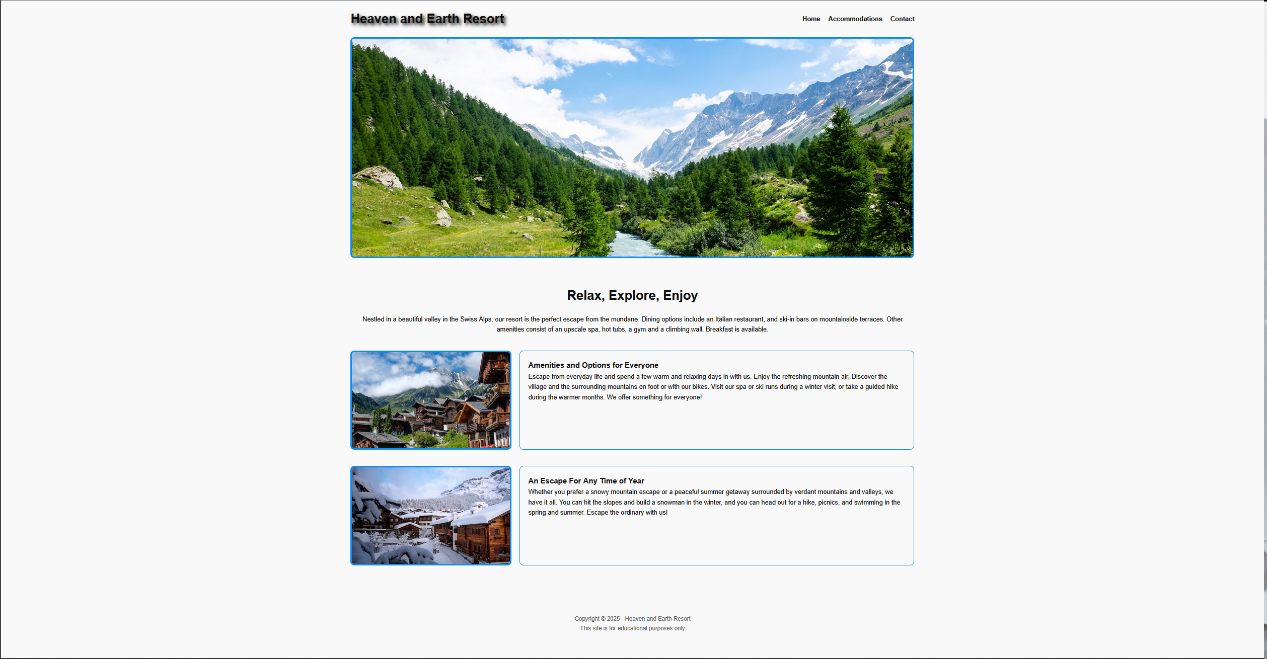 Heaven and Earth Resort
Home Accommodations Contact
Relax, Explore, Enjoy
Nestled in a beautiful valley in the Swiss Alps, our resort is the perfect escape from the mundane. Dining options include an Italian restaurant, and ski-in bars on mountainside terraces. Other
amenities consist of an upscale spa, hot tubs, a gym and a climbing wall. Breakfast is available.
Amenities and Options for Everyone
Escape from everyday life and spend a few warm and relaxing days in with us. Enjoy the refreshing mountain air. Discover the
village and the surrounding mountains on foot or with our bikes. Visit our spa or ski runs during a winter visit, or take a guided hike
during the warmer months. We offer something for everyone!
An Escape For Any Time of Year
Whether you prefer a snowy mountain escape or a peaceful summer getaway surrounded by verdant mountains and valleys, we
have it all. You can hit the slopes and build a snowman in the winter, and you can head out for a hike, picnics, and swimming in the
spring and summer. Escape the ordinary with us!
Copyright © 2025 . Heaven and Earth Resort
This site is for educational purposes only